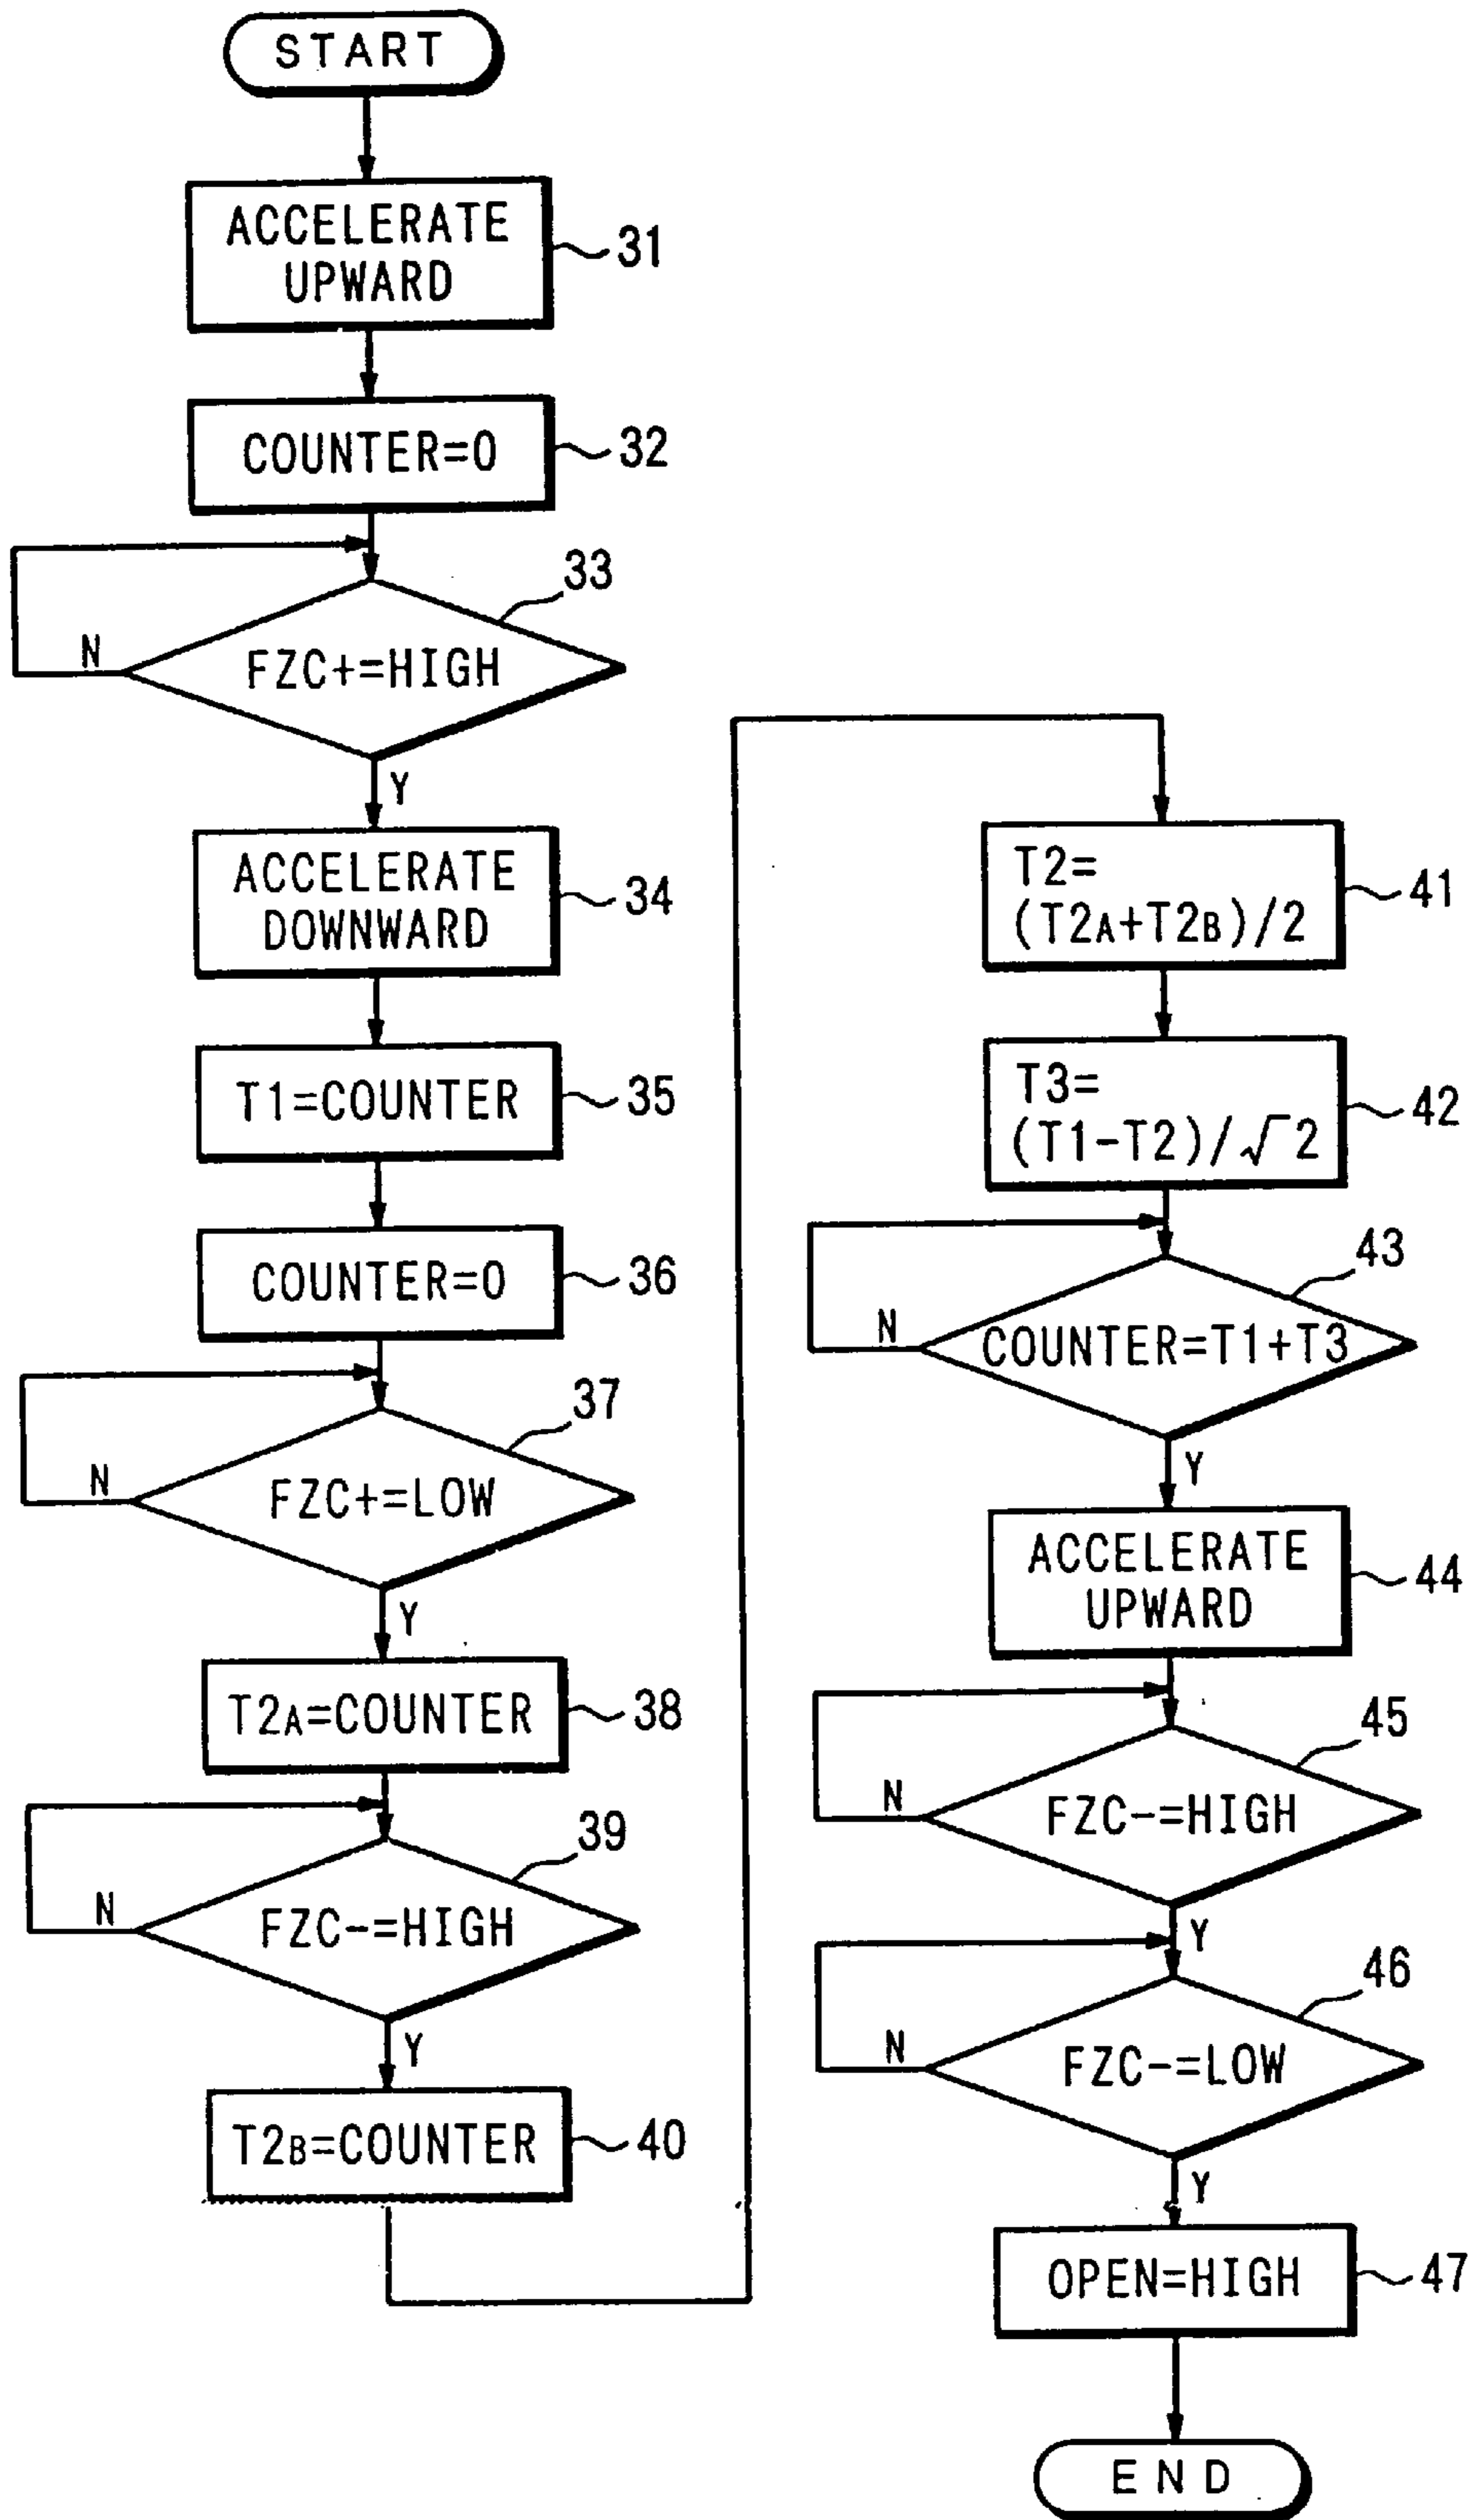 START
ACCELERATE
UPWARD
31
COUNTER=0
32
33
FZC+=HIGH
N
Y
ACCELERATE
DOWNWARD
34
T1=COUNTER
35
COUNTER=0
36
37
FZC+=LOW
N
Y
T2A=COUNTER
38
39
FZC-=HIGH
N
Y
T2B=COUNTER
40
T2=
(T2A+T2B)/2
41
T3=
(T1-T2)/√2
42
43
COUNTER=T1+T3
N
Y
ACCELERATE
UPWARD
44
45
FZC-=HIGH
N
Y
46
FZC-=LOW
N
Y
OPEN=HIGH
47
END